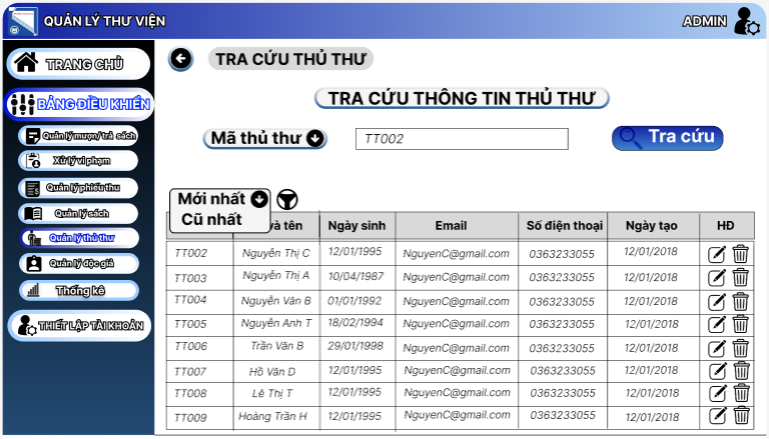 QUẢN LÝ THƯ VIỆN
ADMIN
TRANG CHỦ
BẢNG ĐIỀU KHIỂN
Quản lý mượn/trả sách
Xử lý vi phạm
Quản lý phiếu thu
Quản lý sách
Quản lý thủ thư
Quản lý độc giả
Thống kê
THIẾT LẬP TÀI KHOẢN
TRA CỨU THỦ THƯ
TRA CỨU THÔNG TIN THỦ THƯ
Mã thủ thư TT002 Tra cứu
Mới nhất
Cũ nhất
và tên Ngày sinh Email Số điện thoại Ngày tạo HĐ
TT002 Nguyễn Thị C 12/01/1995 NguyenC@gmail.com 0363233055 12/01/2018
TT003 Nguyễn Thị A 10/04/1987 NguyenC@gmail.com 0363233055 12/01/2018
TT004 Nguyễn Văn B 01/01/1992 NguyenC@gmail.com 0363233055 12/01/2018
TT005 Nguyễn Anh T 18/02/1994 NguyenC@gmail.com 0363233055 12/01/2018
TT006 Trần Văn B 29/01/1998 NguyenC@gmail.com 0363233055 12/01/2018
TT007 Hồ Văn D 12/01/1995 NguyenC@gmail.com 0363233055 12/01/2018
TT008 Lê Thị T 12/01/1995 NguyenC@gmail.com 0363233055 12/01/2018
TT009 Hoàng Trần H 12/01/1995 NguyenC@gmail.com 0363233055 12/01/2018